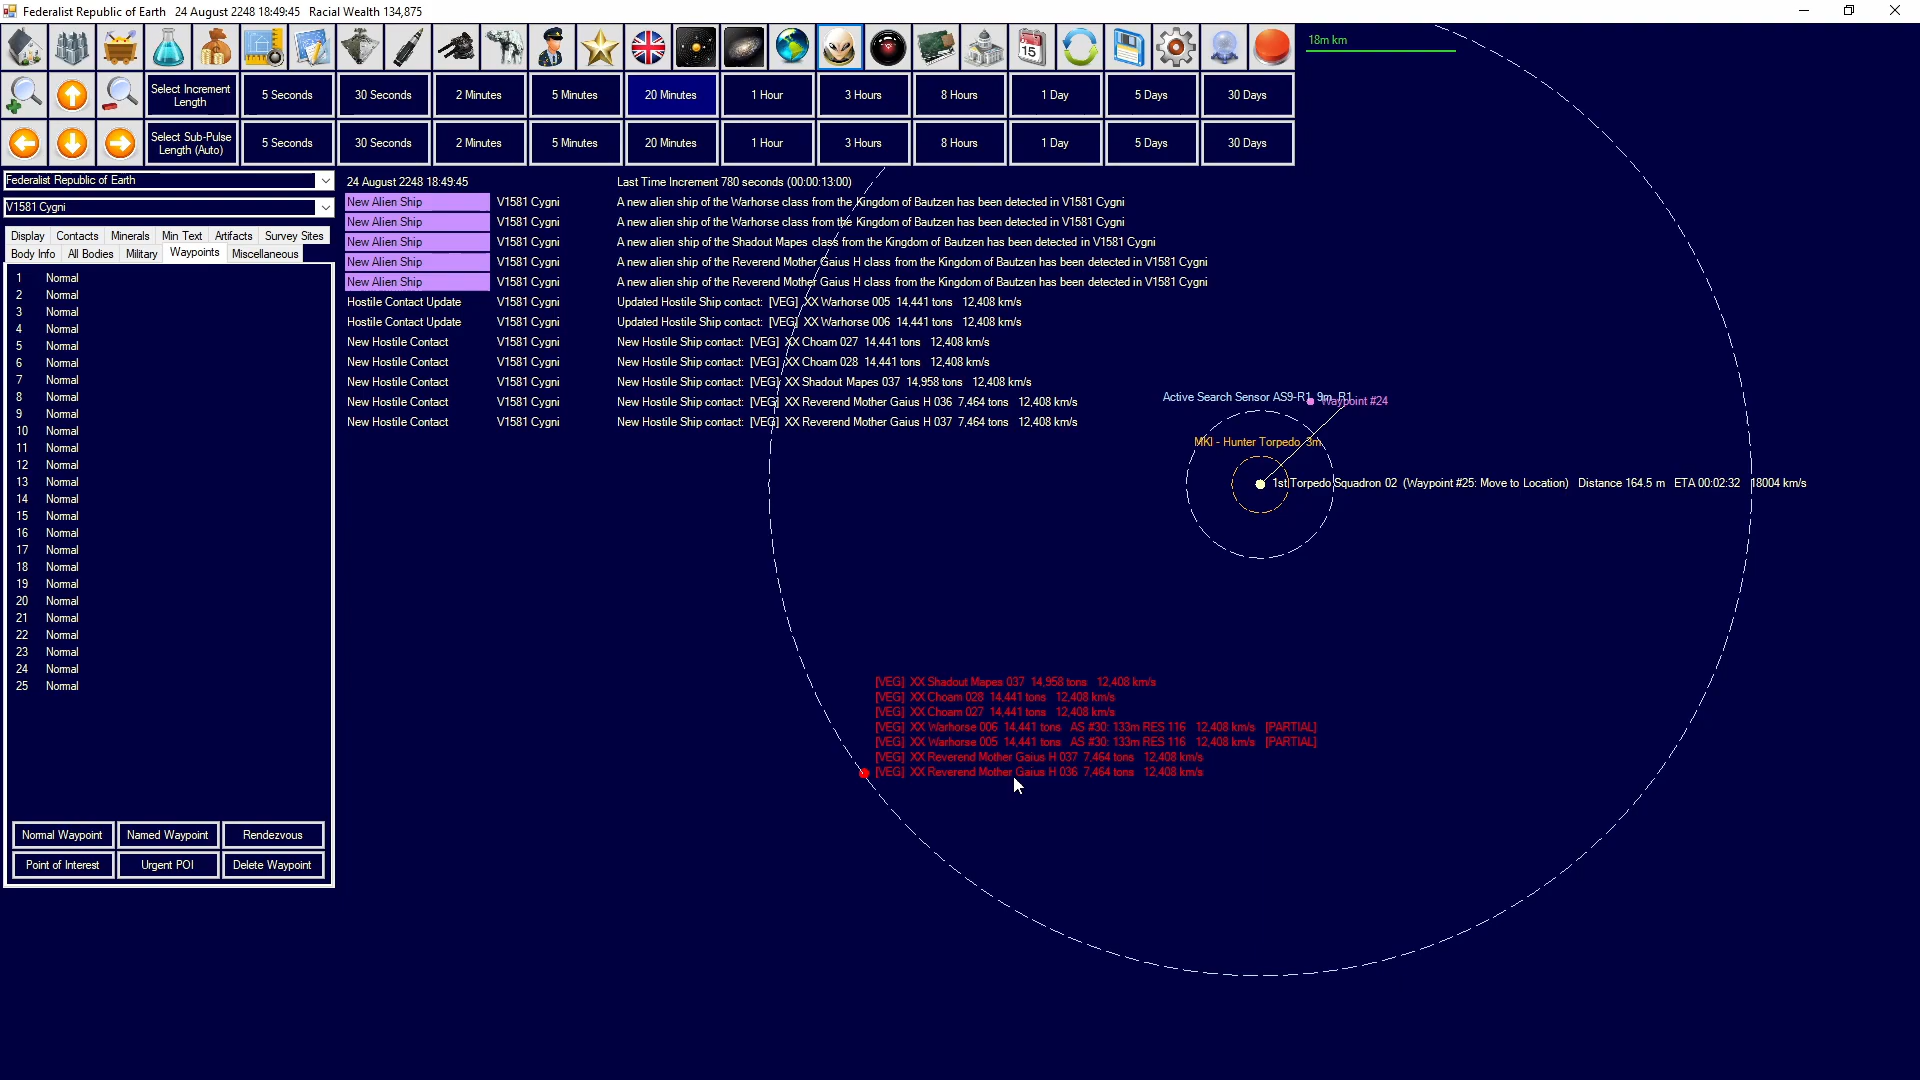 Federalist Republic of Earth   24 August 2248 18:49:45   Racial Wealth 134,875
18m km
15
Select Increment Length
5 Seconds
30 Seconds
2 Minutes
5 Minutes
20 Minutes
1 Hour
3 Hours
8 Hours
1 Day
5 Days
30 Days
Select Sub-Pulse Length (Auto)
5 Seconds
30 Seconds
2 Minutes
5 Minutes
20 Minutes
1 Hour
3 Hours
8 Hours
1 Day
5 Days
30 Days
Federalist Republic of Earth
V1581 Cygni
Display Contacts Minerals Min Text Artifacts Survey Sites
Body Info All Bodies Military Waypoints Miscellaneous
1 Normal
2 Normal
3 Normal
4 Normal
5 Normal
6 Normal
7 Normal
8 Normal
9 Normal
10 Normal
11 Normal
12 Normal
13 Normal
14 Normal
15 Normal
16 Normal
17 Normal
18 Normal
19 Normal
20 Normal
21 Normal
22 Normal
23 Normal
24 Normal
25 Normal
Normal Waypoint Named Waypoint Rendezvous
Point of Interest Urgent POI Delete Waypoint
24 August 2248 18:49:45 Last Time Increment 780 seconds (00:00:13:00)
New Alien Ship V1581 Cygni A new alien ship of the Warhorse class from the Kingdom of Bautzen has been detected in V1581 Cygni
New Alien Ship V1581 Cygni A new alien ship of the Warhorse class from the Kingdom of Bautzen has been detected in V1581 Cygni
New Alien Ship V1581 Cygni A new alien ship of the Shadout Mapes class from the Kingdom of Bautzen has been detected in V1581 Cygni
New Alien Ship V1581 Cygni A new alien ship of the Reverend Mother Gaius H class from the Kingdom of Bautzen has been detected in V1581 Cygni
New Alien Ship V1581 Cygni A new alien ship of the Reverend Mother Gaius H class from the Kingdom of Bautzen has been detected in V1581 Cygni
Hostile Contact Update V1581 Cygni Updated Hostile Ship contact: [VEG] XX Warhorse 005 14,441 tons 12,408 km/s
Hostile Contact Update V1581 Cygni Updated Hostile Ship contact: [VEG] XX Warhorse 006 14,441 tons 12,408 km/s
New Hostile Contact V1581 Cygni New Hostile Ship contact: [VEG] XX Choam 027 14,441 tons 12,408 km/s
New Hostile Contact V1581 Cygni New Hostile Ship contact: [VEG] XX Choam 028 14,441 tons 12,408 km/s
New Hostile Contact V1581 Cygni New Hostile Ship contact: [VEG] XX Shadout Mapes 037 14,958 tons 12,408 km/s
New Hostile Contact V1581 Cygni New Hostile Ship contact: [VEG] XX Reverend Mother Gaius H 036 7,464 tons 12,408 km/s
New Hostile Contact V1581 Cygni New Hostile Ship contact: [VEG] XX Reverend Mother Gaius H 037 7,464 tons 12,408 km/s
Active Search Sensor AS9-R1 9m R1
Waypoint #24
MKI - Hunter Torpedo 3m
1st Torpedo Squadron 02 (Waypoint #25: Move to Location) Distance 164.5 m ETA 00:02:32 18004 km/s
[VEG] XX Shadout Mapes 037 14,958 tons 12,408 km/s
[VEG] XX Choam 028 14,441 tons 12,408 km/s
[VEG] XX Choam 027 14,441 tons 12,408 km/s
[VEG] XX Warhorse 006 14,441 tons AS #30: 133m RES 116 12,408 km/s [PARTIAL]
[VEG] XX Warhorse 005 14,441 tons AS #30: 133m RES 116 12,408 km/s [PARTIAL]
[VEG] XX Reverend Mother Gaius H 037 7,464 tons 12,408 km/s
[VEG] XX Reverend Mother Gaius H 036 7,464 tons 12,408 km/s